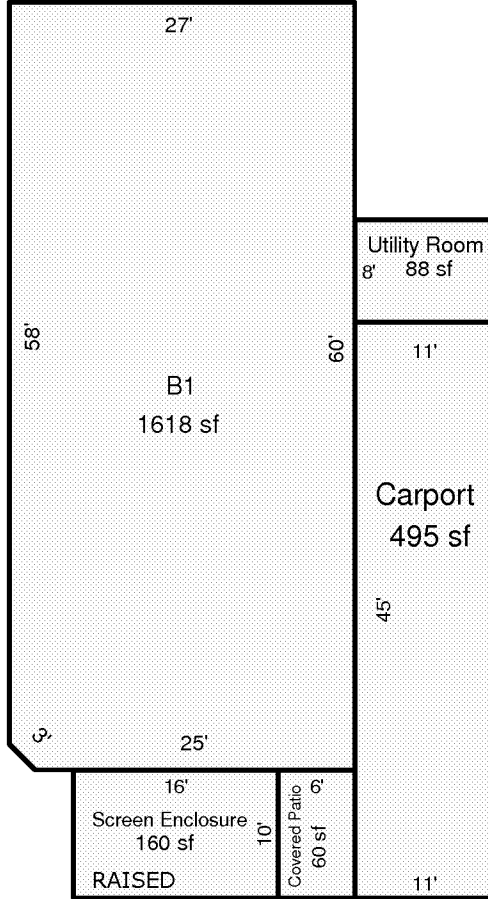 27'
Utility Room
8' 88 sf
58'
60'
11'
B1
1618 sf
Carport
495 sf
45'
3'
25'
16'
6'
Screen Enclosure
160 sf
10'
RAISED
Covered Patio
60 sf
11'